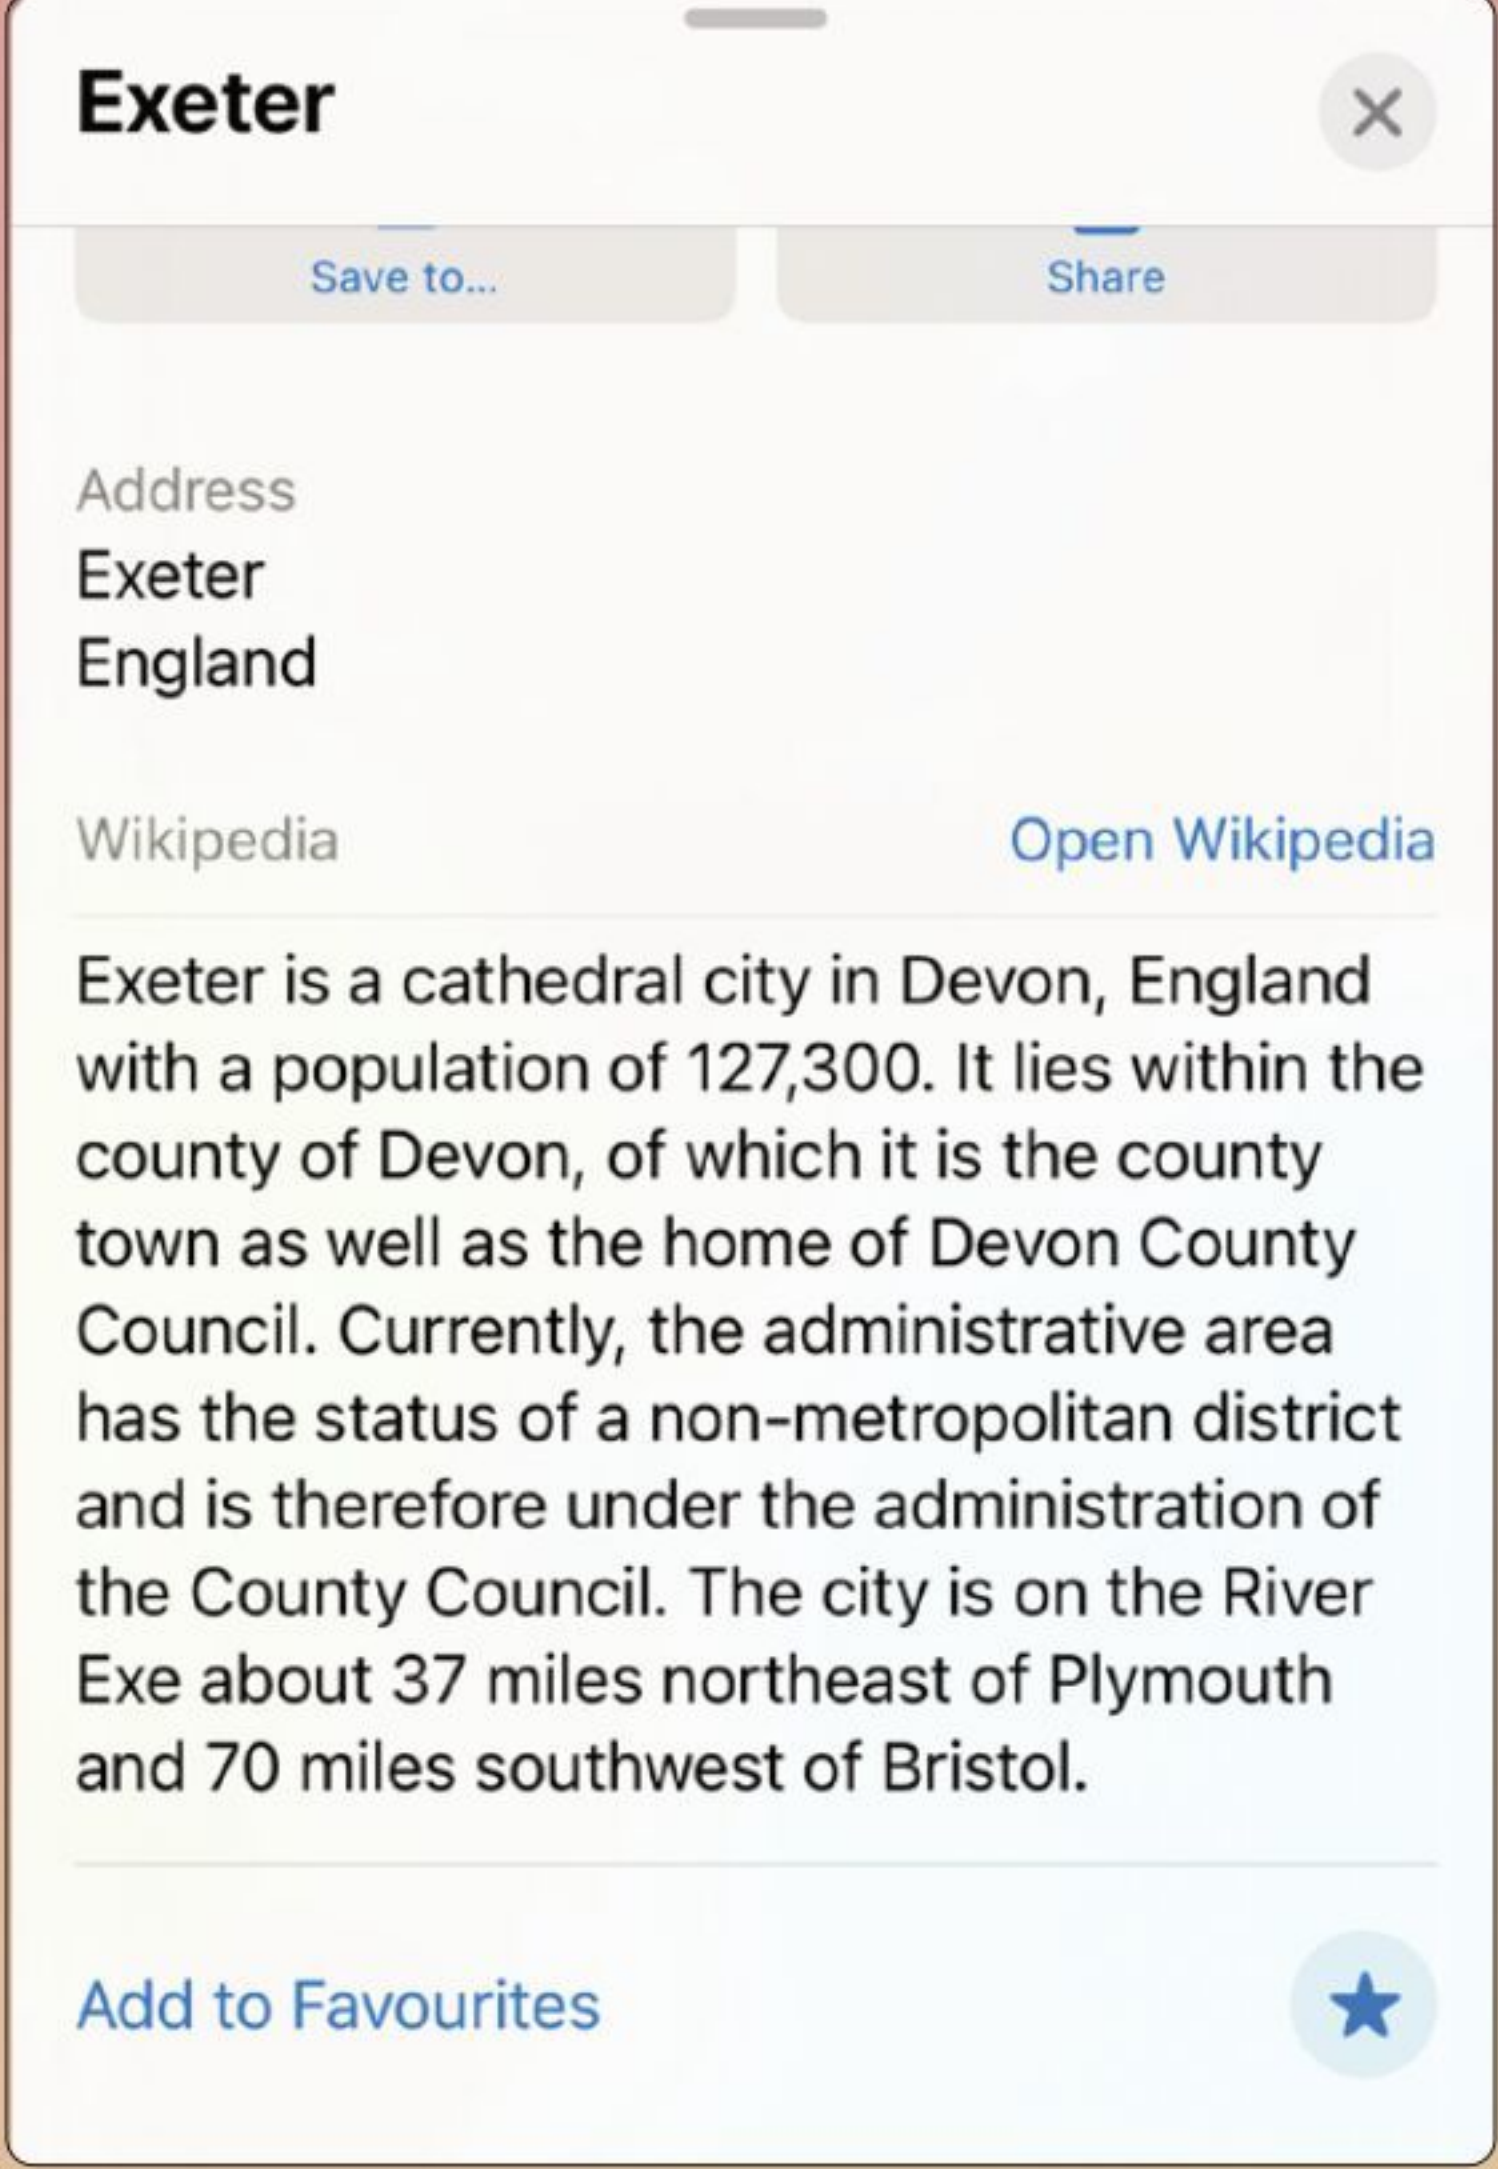 Exeter
Save to...
Share
Address
Exeter
England
Wikipedia
Open Wikipedia
Exeter is a cathedral city in Devon, England
with a population of 127,300. It lies within the
county of Devon, of which it is the county
town as well as the home of Devon County
Council. Currently, the administrative area
has the status of a non-metropolitan district
and is therefore under the administration of
the County Council. The city is on the River
Exe about 37 miles northeast of Plymouth
and 70 miles southwest of Bristol.
Add to Favourites